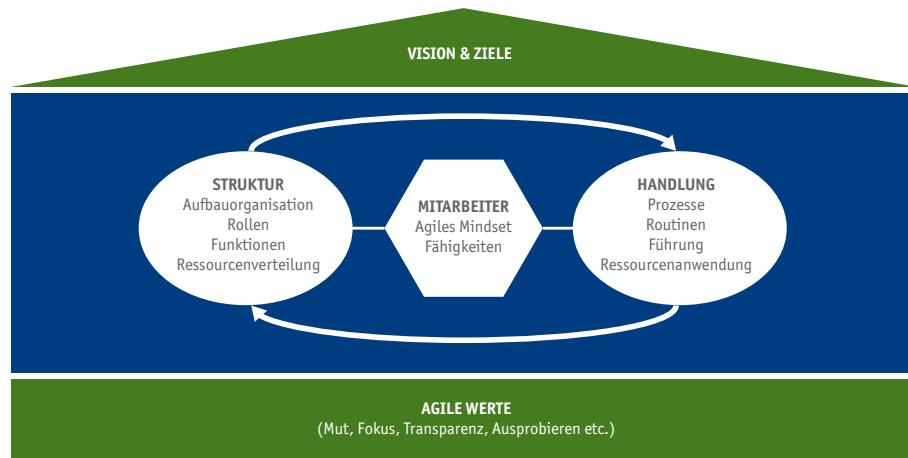 VISION & ZIELE
STRUKTUR
Aufbauorganisation
Rollen
Funktionen
Ressourcenverteilung
MITARBEITER
Agiles Mindset
Fähigkeiten
HANDLUNG
Prozesse
Routinen
Führung
Ressourcenanwendung
AGILE WERTE
(Mut, Fokus, Transparenz, Ausprobieren etc.)